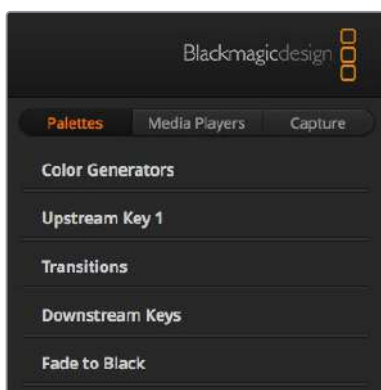 Blackmagicdesign
Palettes Media Players Capture
Color Generators
Upstream Key 1
Transitions
Downstream Keys
Fade to Black